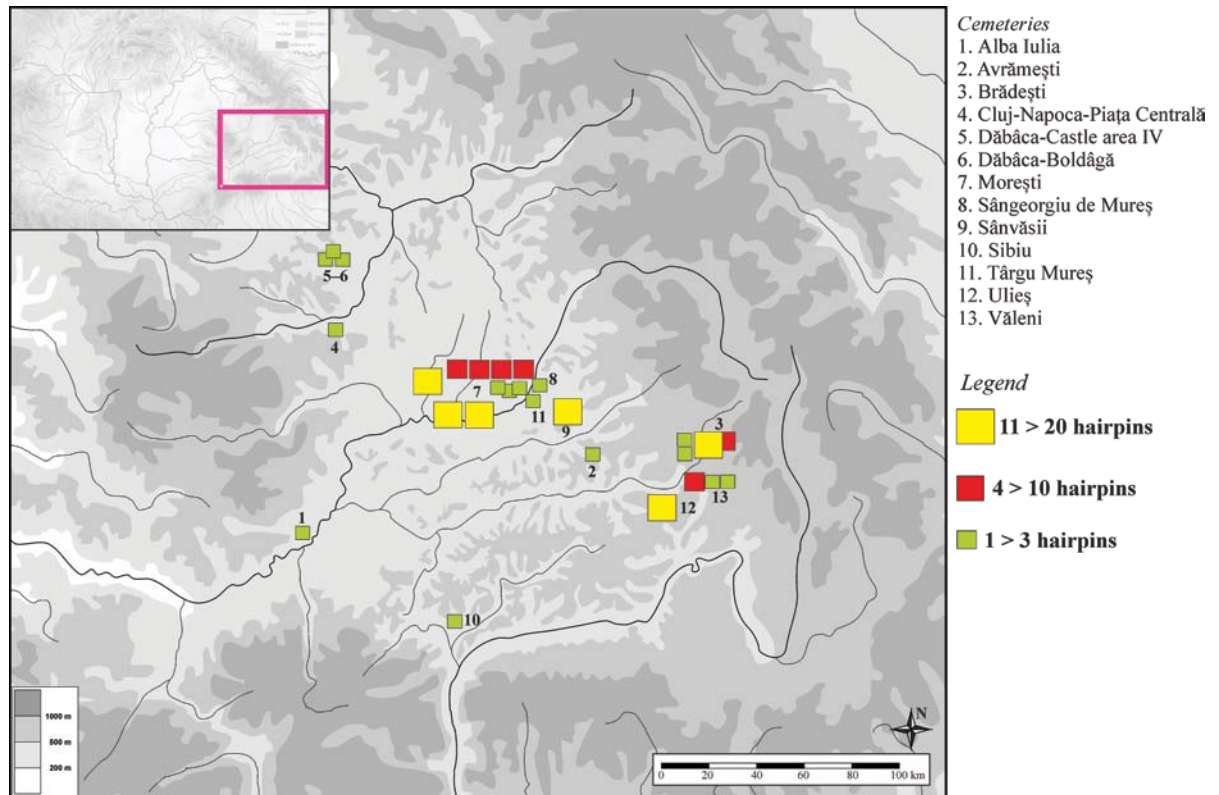 Cemeteries
1. Alba Iulia
2. Avrămești
3. Brădești
4. Cluj-Napoca-Piața Centrală
5. Dăbâca-Castle area IV
6. Dăbâca-Boldâgă
7. Morești
8. Sângeorgiu de Mureș
9. Sânvăsii
10. Sibiu
11. Târgu Mureș
12. Ulieș
13. Văleni
Legend
11 > 20 hairpins
4 > 10 hairpins
1 > 3 hairpins
5–6
4
7
8
11
9
3
2
13
12
1
10
1000 m
500 m
200 m
N
0 20 40 60 80 100 km